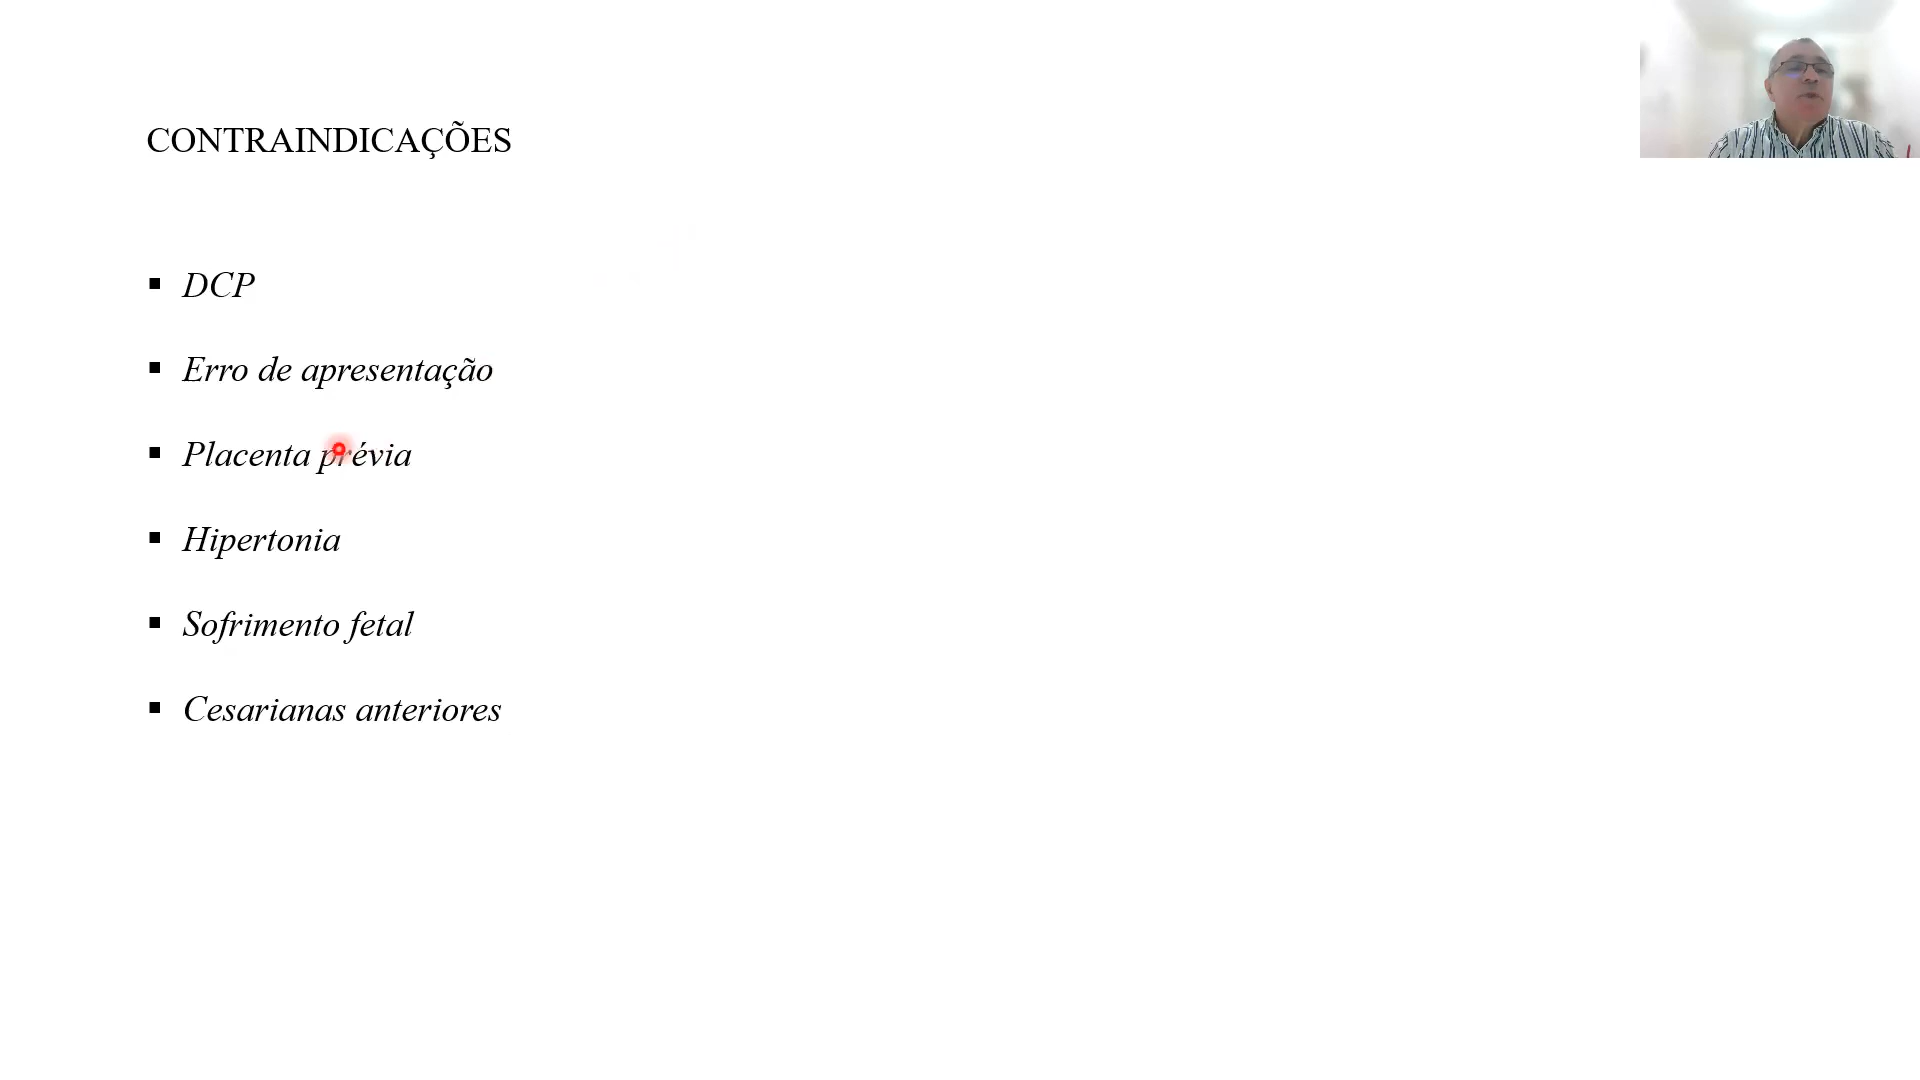 CONTRAINDICAÇÕES
▪ DCP
▪ Erro de apresentação
▪ Placenta prévia
▪ Hipertonia
▪ Sofrimento fetal
▪ Cesarianas anteriores